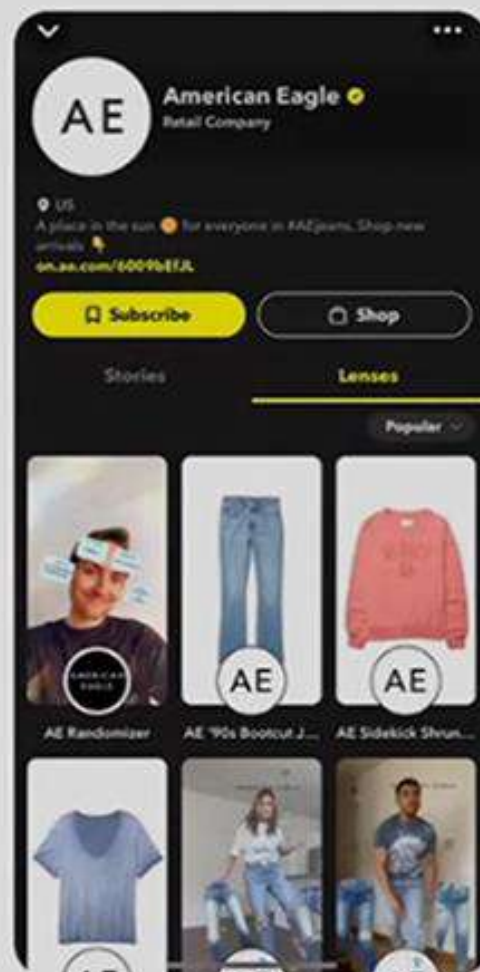 AE
American Eagle
Retail Company
US
A place in the sun 🌞 for everyone in #AEjeans. Shop new
arrivals 👇
Subscribe
Shop
Stories
Lenses
Popular
AMERICAN
EAGLE
AE
AE
AE Randomizer
AE '90s Bootcut J...
AE Sidekick Shrun...